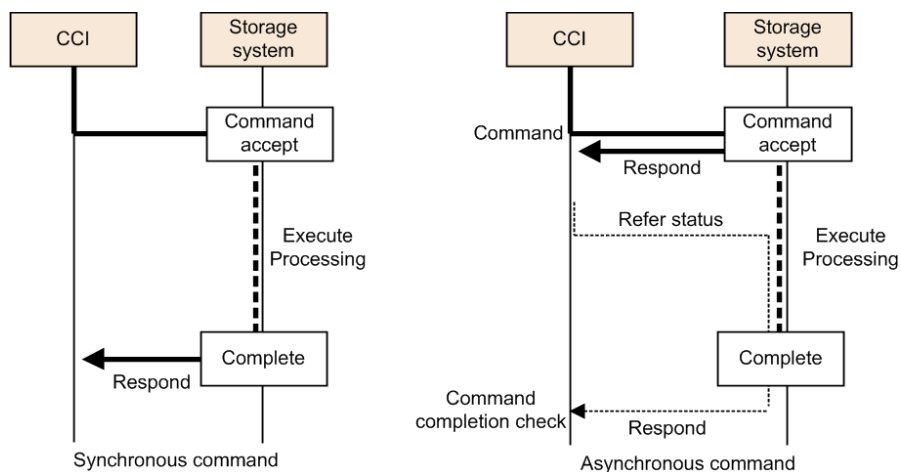 CCI
Storage
system
Command
accept
Execute
Processing
Complete
Respond
Synchronous command
CCI
Storage
system
Command
Command
accept
Respond
Refer status
Execute
Processing
Complete
Command
completion check
Respond
Asynchronous command